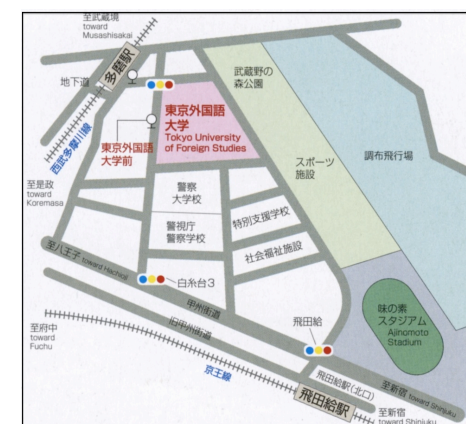 至武蔵境
toward
Musashisakai
多磨駅
地下道
武蔵野の
森公園
東京外国語
大学
Tokyo University
of Foreign Studies
東京外国語
大学前
西武多摩川線
スポーツ
施設
調布飛行場
至是政
toward
Koremasa
警察
大学校
特別支援学校
警視庁
警察学校
社会福祉施設
至八王子 toward Hachioji
白糸台3
甲州街道
味の素
スタジアム
Ajinomoto
Stadium
旧甲州街道
飛田給
至府中
toward
Fuchu
京王線
飛田給駅(北口)
至新宿 toward Shinjuku
飛田給駅
至新宿
toward Shinjuku